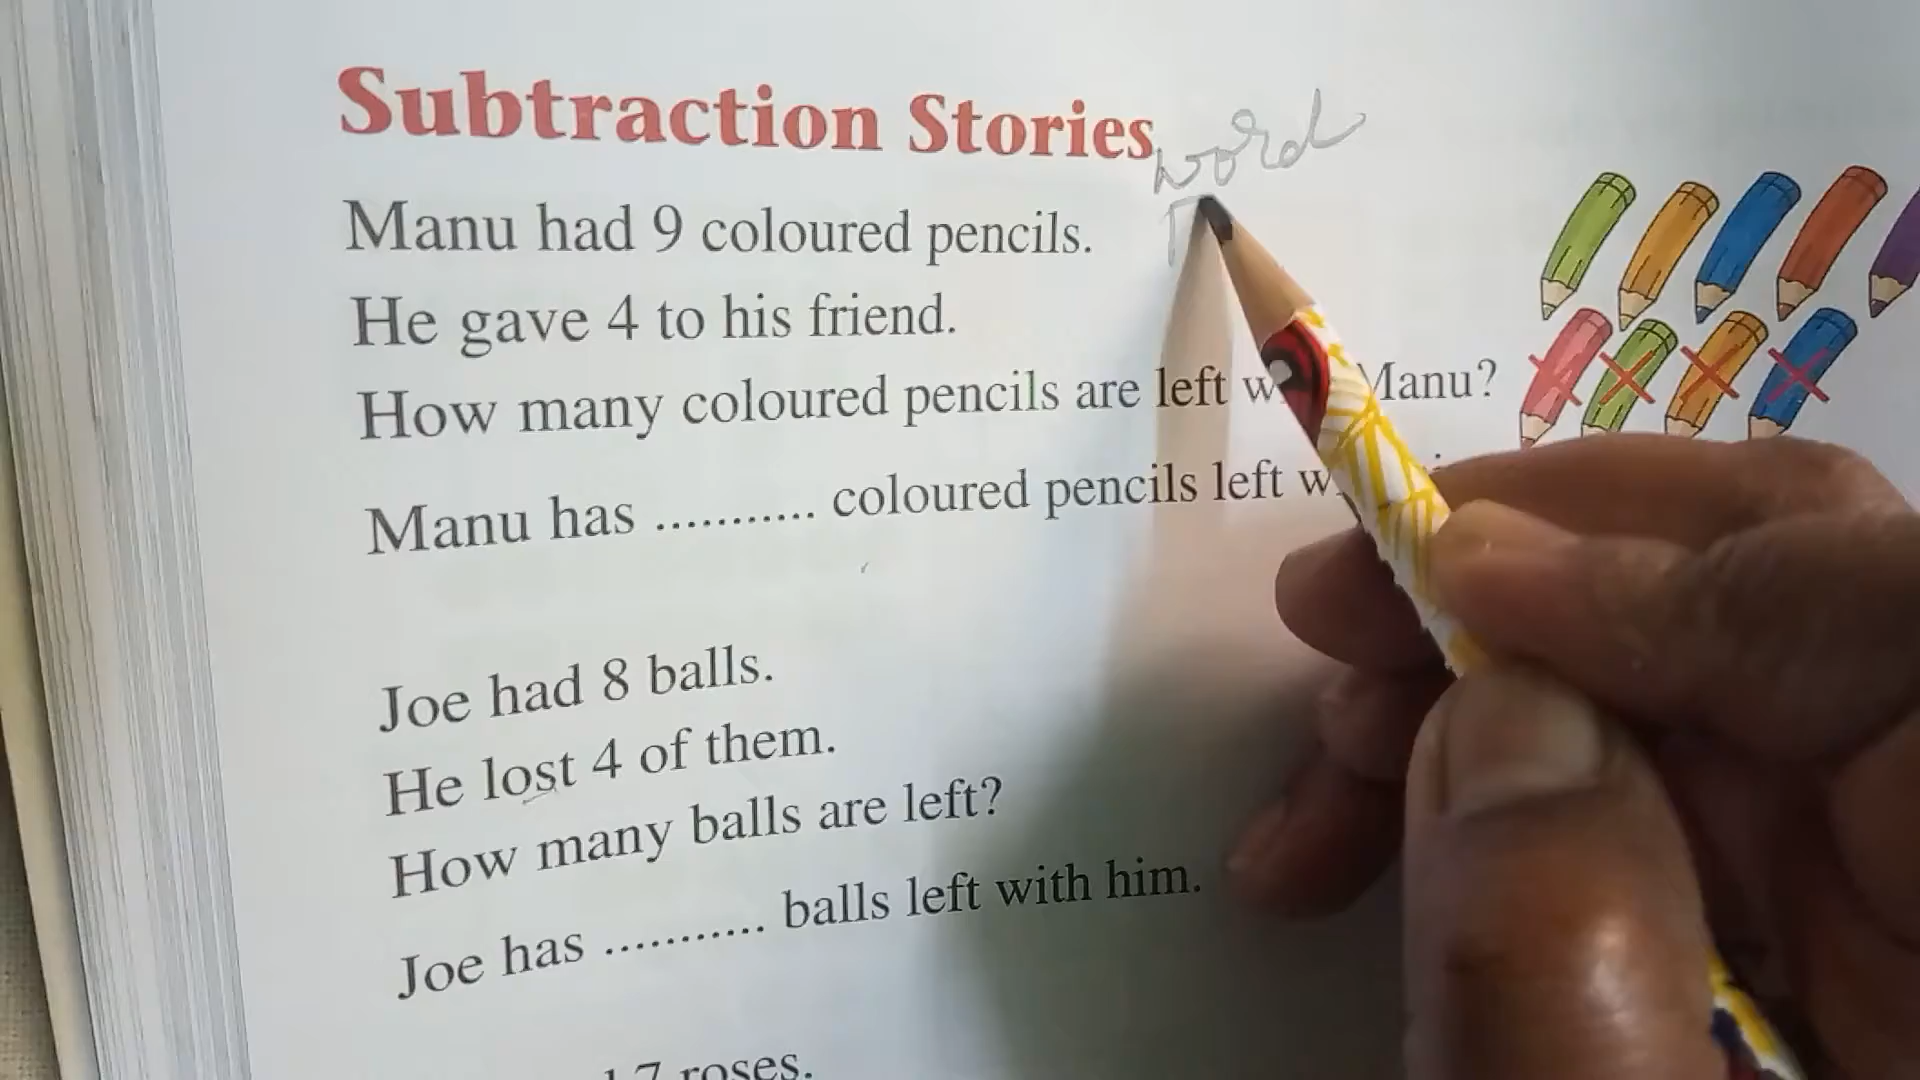 Subtraction Stories
word
Manu had 9 coloured pencils.
He gave 4 to his friend.
How many coloured pencils are left Manu?
Manu has ........... coloured pencils left
Joe had 8 balls.
He lost 4 of them.
How many balls are left?
Joe has ........... balls left with him.
7 roses.